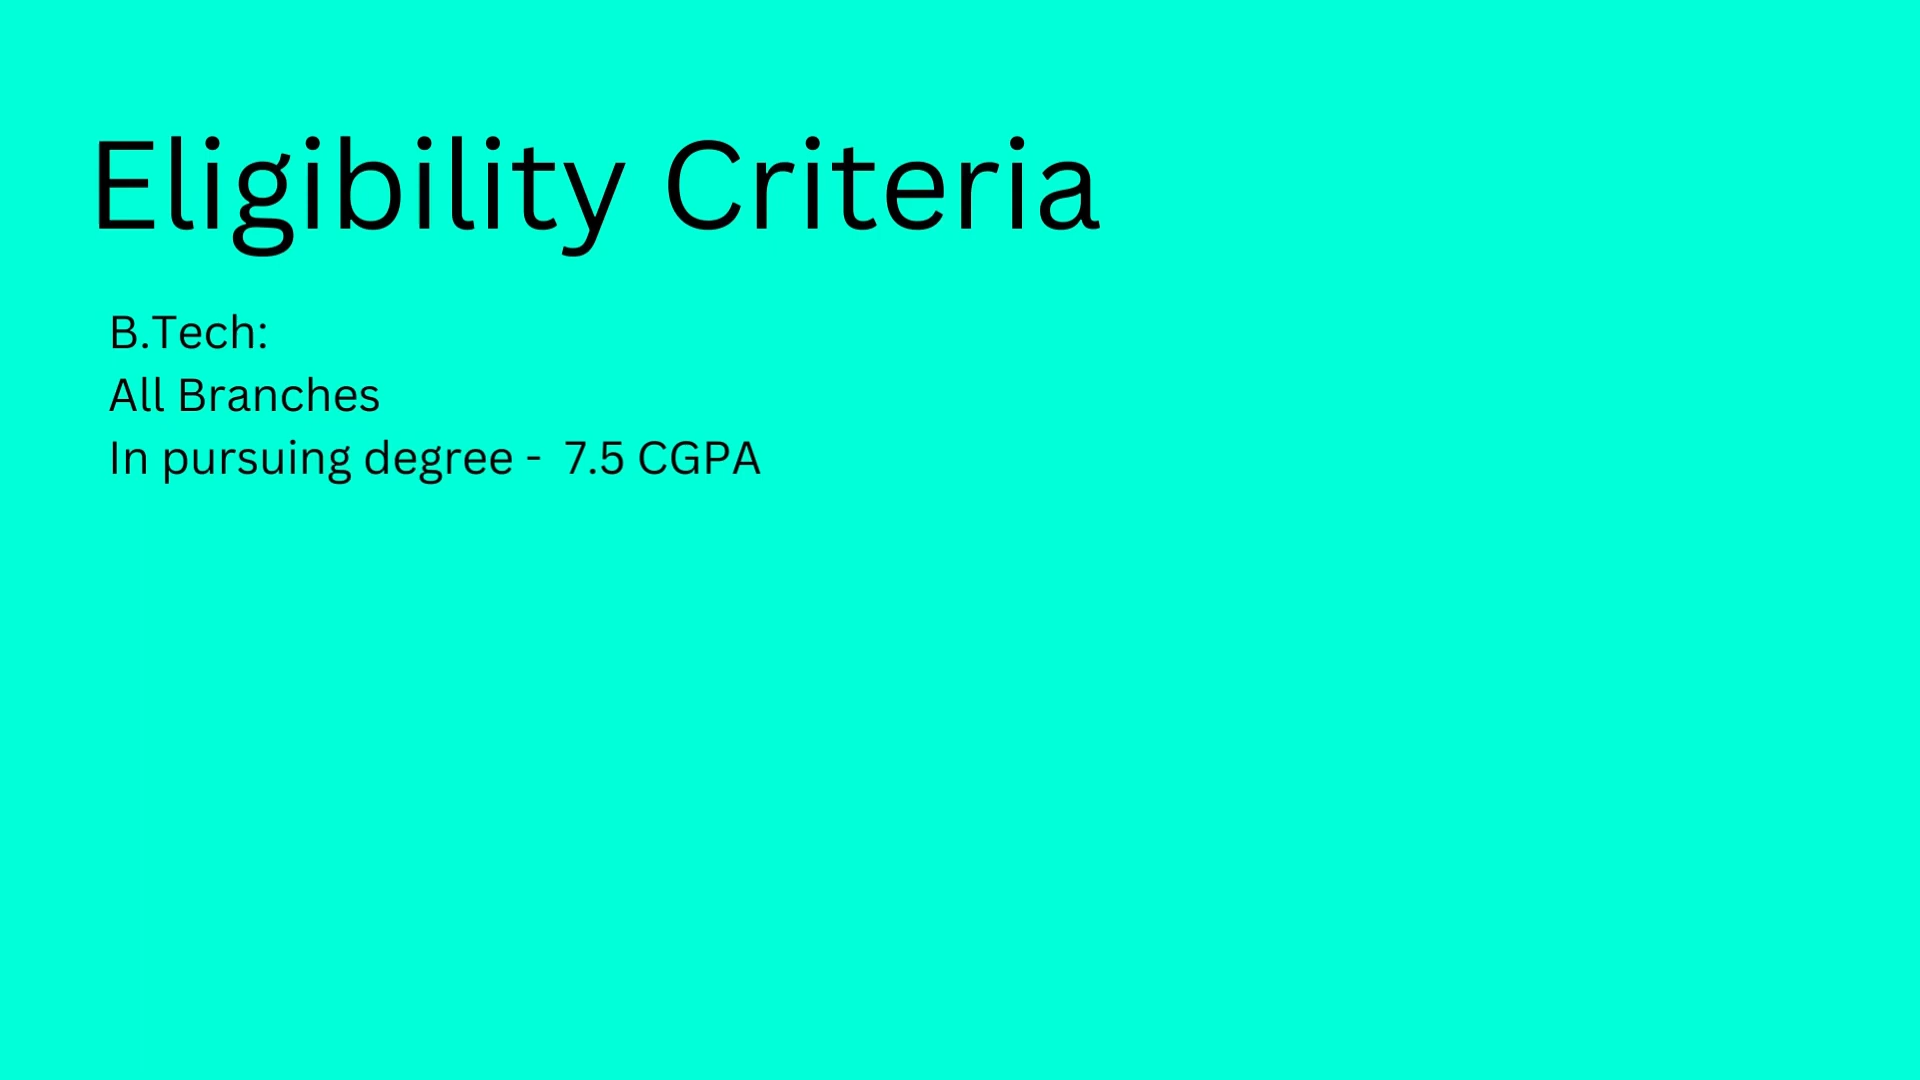 Eligibility Criteria
B.Tech:
All Branches
In pursuing degree -  7.5 CGPA